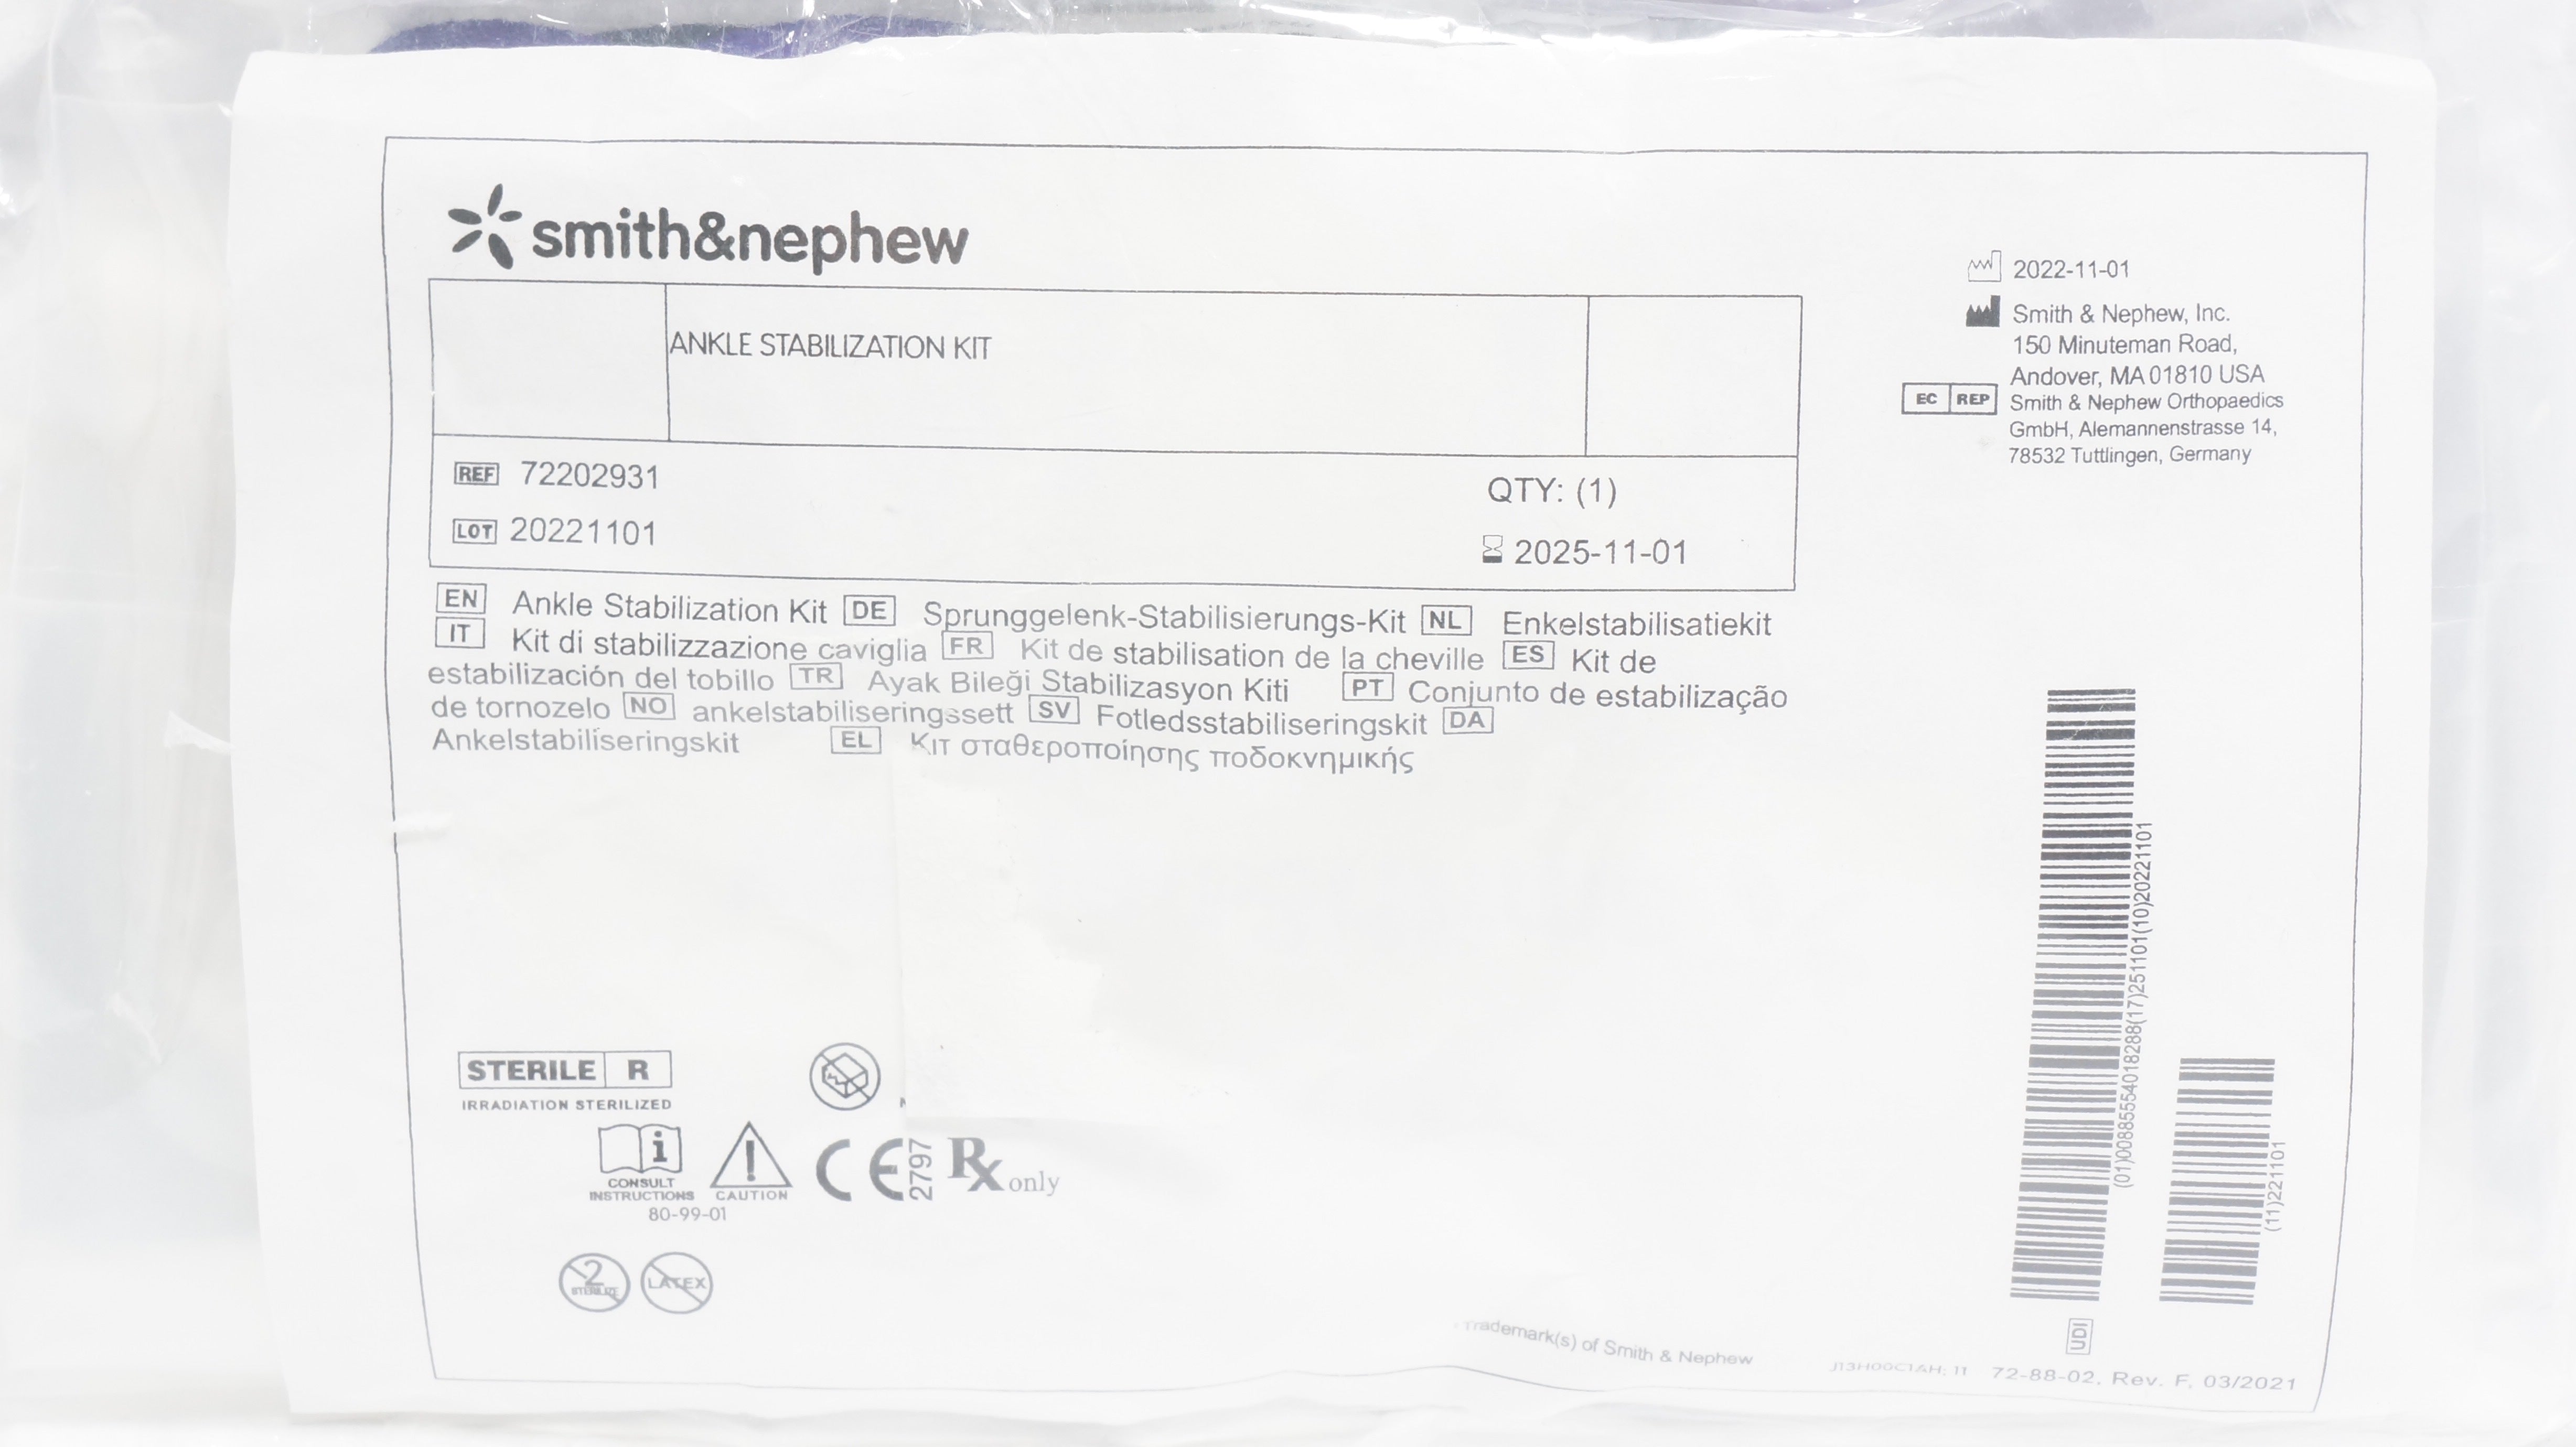 smith&nephew
ANKLE STABILIZATION KIT
REF 72202931
LOT 20221101
QTY: (1)
2025-11-01
2022-11-01
Smith & Nephew, Inc.
150 Minuteman Road,
Andover, MA 01810 USA
EC REP Smith & Nephew Orthopaedics
GmbH, Alemannenstrasse 14,
78532 Tuttlingen, Germany
EN Ankle Stabilization Kit DE Sprunggelenk-Stabilisierungs-Kit NL Enkelstabilisatiekit
IT Kit di stabilizzazione caviglia FR Kit de stabilisation de la cheville ES Kit de
estabilización del tobillo TR Ayak Bileği Stabilizasyon Kiti PT Conjunto de estabilização
de tornozelo NO ankelstabiliseringssett SV Fotledsstabiliseringskit DA
Ankelstabiliseringskit EL Κιτ σταθεροποίησης ποδοκνημικής
STERILE R
IRRADIATION STERILIZED
i
CONSULT
INSTRUCTIONS
80-99-01
!
CAUTION
CE 2797
Rx only
2
STERILIZE
LATEX
(01)00885554018288(17)251101(10)20221101
(11)221101
UDI
Trademark(s) of Smith & Nephew
72-88-02, Rev. F, 03/2021